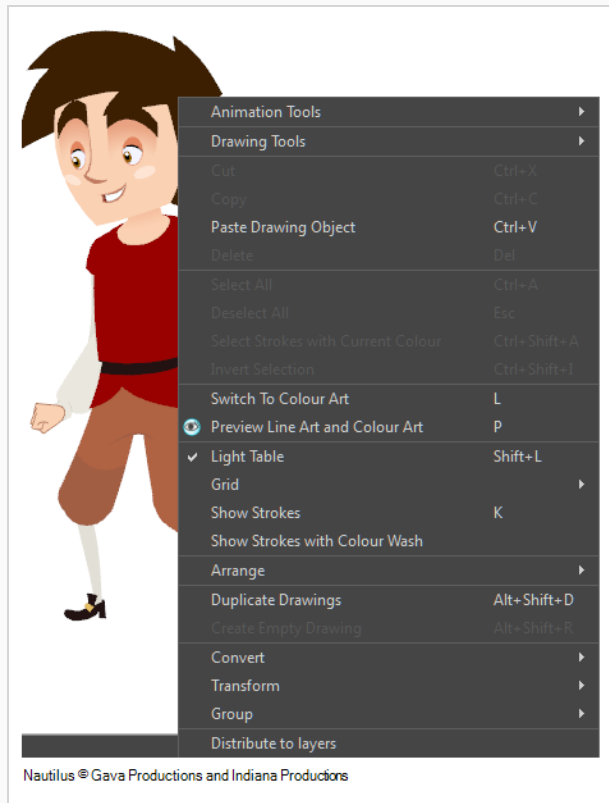 Animation Tools
Drawing Tools
Cut Ctrl+X
Copy Ctrl+C
Paste Drawing Object Ctrl+V
Delete Del
Select All Ctrl+A
Deselect All Esc
Select Strokes with Current Colour Ctrl+Shift+A
Invert Selection Ctrl+Shift+I
Switch To Colour Art L
Preview Line Art and Colour Art P
Light Table Shift+L
Grid
Show Strokes K
Show Strokes with Colour Wash
Arrange
Duplicate Drawings Alt+Shift+D
Create Empty Drawing Alt+Shift+R
Convert
Transform
Group
Distribute to layers
Nautilus © Gava Productions and Indiana Productions